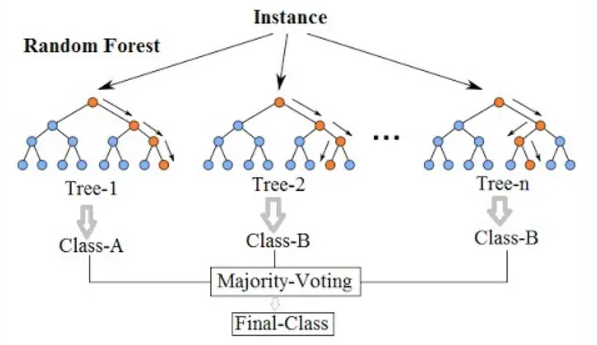 Instance
Random Forest
...
Tree-1
Tree-2
Tree-n
Class-A
Class-B
Class-B
Majority-Voting
Final-Class